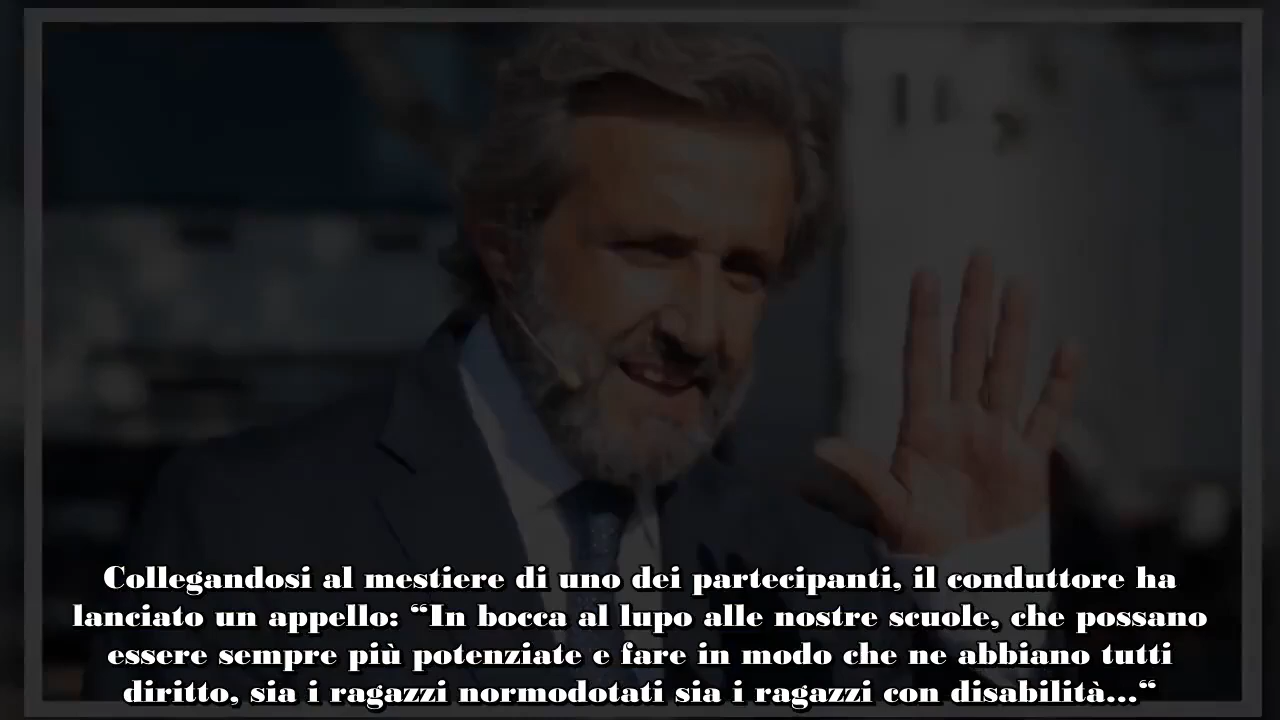 Collegandosi al mestiere di uno dei partecipanti, il conduttore ha
lanciato un appello: “In bocca al lupo alle nostre scuole, che possano
essere sempre più potenziate e fare in modo che ne abbiano tutti
diritto, sia i ragazzi normodotati sia i ragazzi con disabilità...“